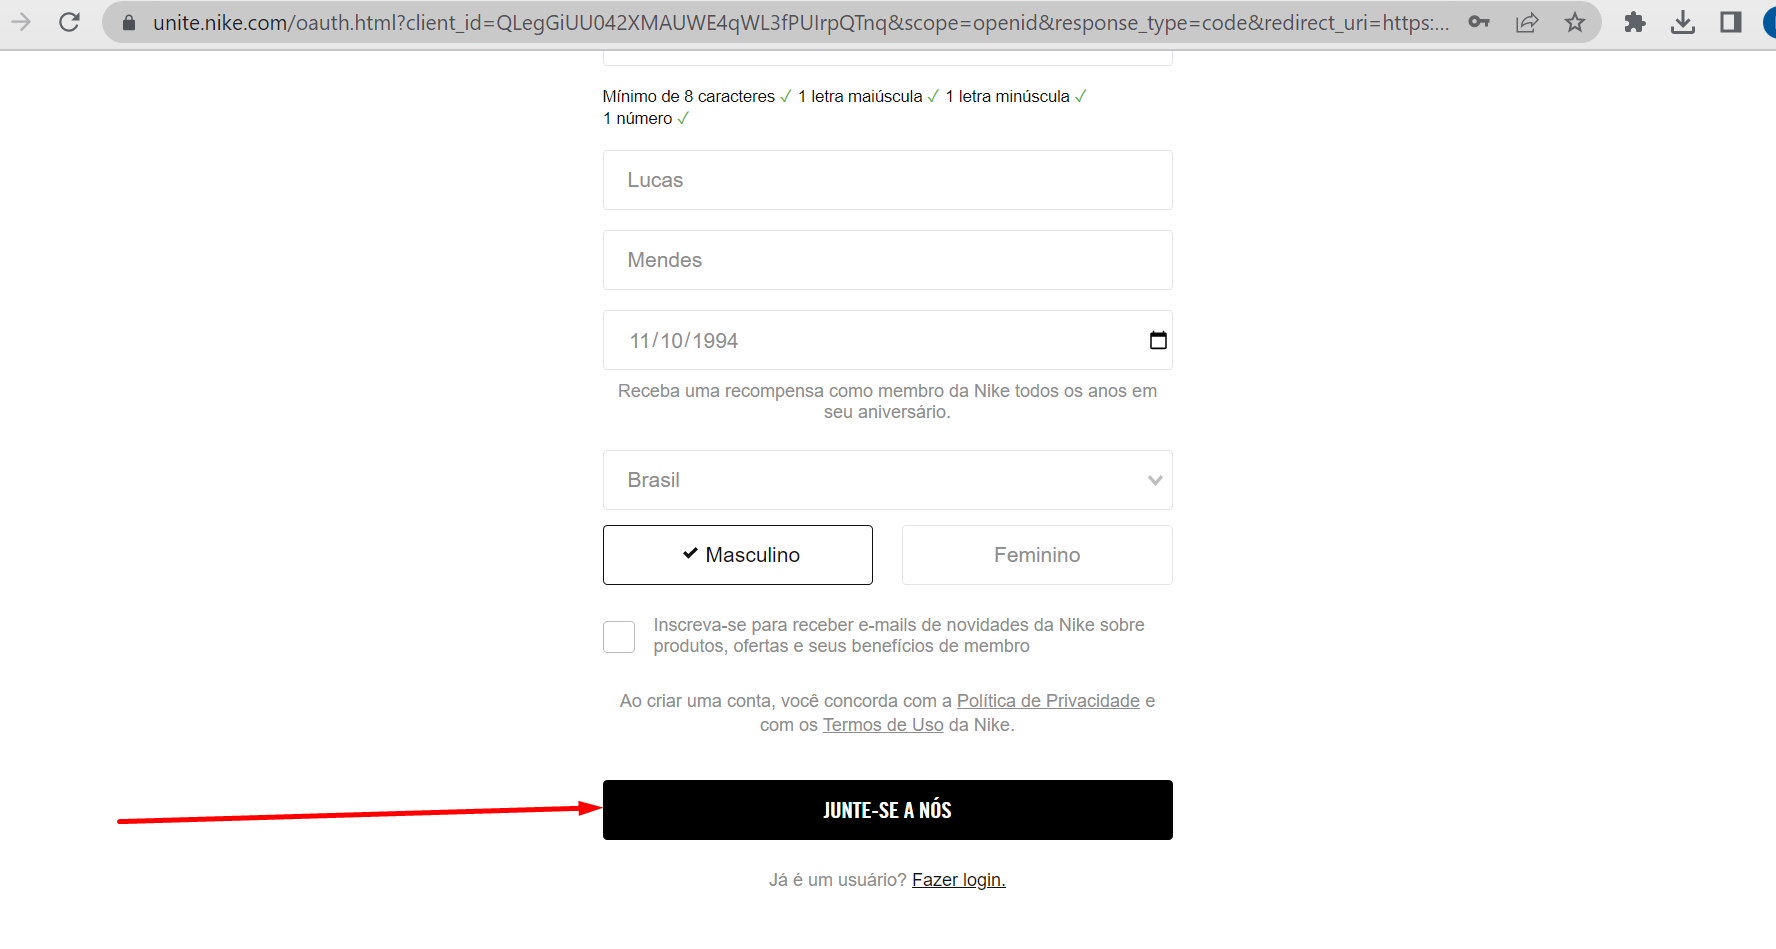 unite.nike.com/oauth.html?client_id=QLegGiUU042XMAUWE4qWL3fPUIrpQTnq&scope=openid&response_type=code&redirect_uri=https:...
Mínimo de 8 caracteres ✓ 1 letra maiúscula ✓ 1 letra minúscula ✓
1 número ✓
Lucas
Mendes
11/10/1994
Receba uma recompensa como membro da Nike todos os anos em
seu aniversário.
Brasil
✔ Masculino
Feminino
Inscreva-se para receber e-mails de novidades da Nike sobre
produtos, ofertas e seus benefícios de membro
Ao criar uma conta, você concorda com a Política de Privacidade e
com os Termos de Uso da Nike.
JUNTE-SE A NÓS
Já é um usuário? Fazer login.